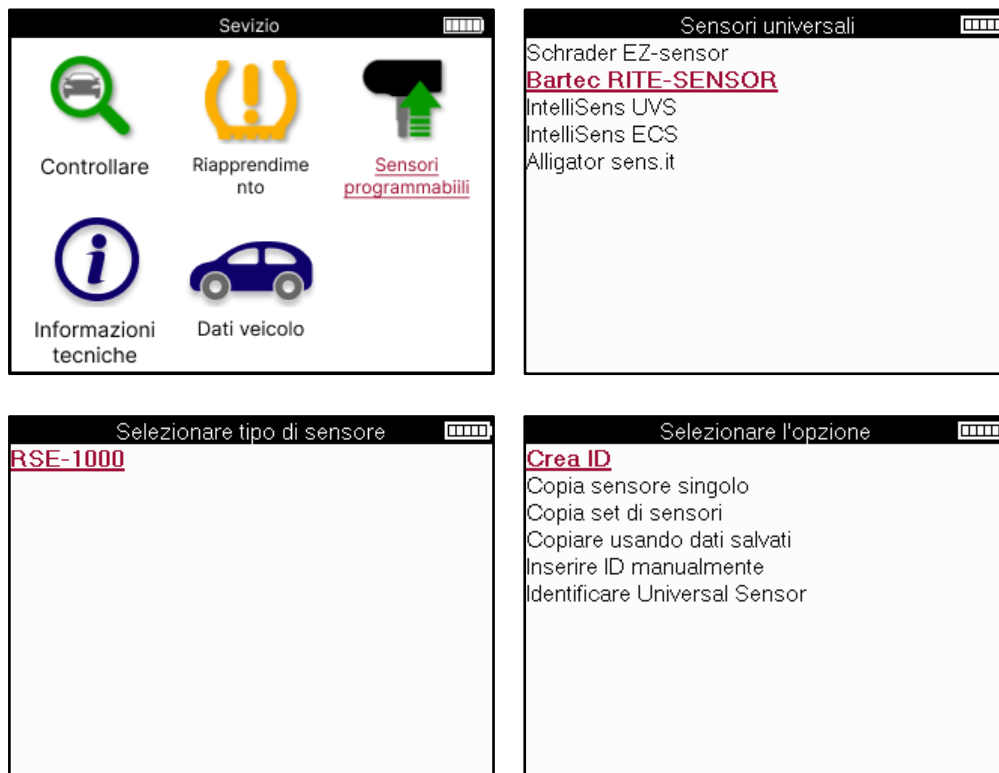 Sevizio
Controllare
Riapprendime
nto
Sensori
programmabiili
Informazioni
tecniche
Dati veicolo
Sensori universali
Schrader EZ-sensor
Bartec RITE-SENSOR
IntelliSens UVS
IntelliSens ECS
Alligator sens.it
Selezionare tipo di sensore
RSE-1000
Selezionare l'opzione
Crea ID
Copia sensore singolo
Copia set di sensori
Copiare usando dati salvati
Inserire ID manualmente
Identificare Universal Sensor